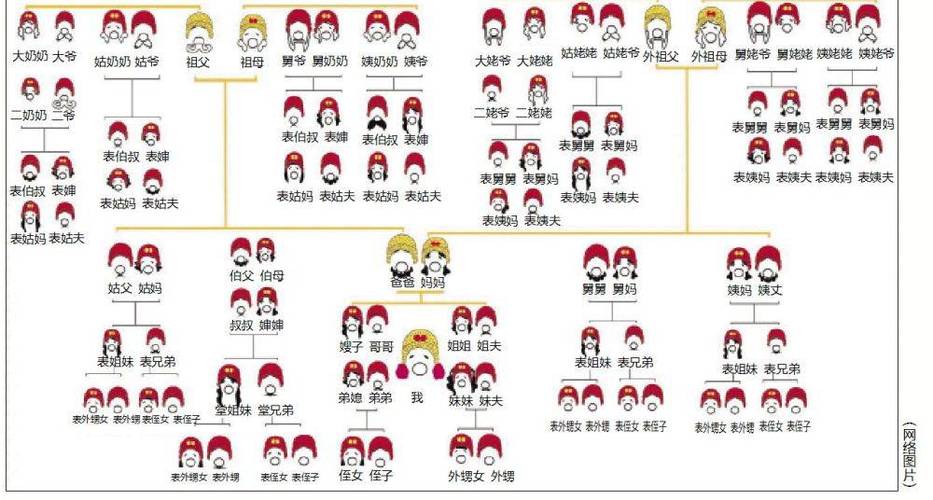 大奶奶 大爷 姑奶奶 姑爷 祖父 祖母 舅爷 舅奶奶 姨奶奶 姨爷 大姥爷 大姥姥 姑姥姥 姑姥爷 外祖父 外祖母 舅姥爷 舅姥姥 姨姥姥 姨姥爷
二奶奶 二爷 二姥爷 二姥姥
表伯叔 表婶 表伯叔 表婶 表伯叔 表婶 表舅舅 表舅妈 表舅舅 表舅妈 表舅舅 表舅妈
表伯叔 表婶 表姑妈 表姑夫 表姑妈 表姑夫 表姑妈 表姑夫 表舅舅 表舅妈 表姨妈 表姨夫 表姨妈 表姨夫 表姨妈 表姨夫
表姑妈 表姑夫 表姨妈 表姨夫
姑父 姑妈 伯父 伯母 爸爸 妈妈 舅舅 舅妈 姨妈 姨丈
叔叔 婶婶
表姐妹 表兄弟 嫂子 哥哥 姐姐 姐夫 表姐妹 表兄弟 表姐妹 表兄弟
堂姐妹 堂兄弟 弟媳 弟弟 我 妹妹 妹夫
表外甥女 表外甥 表侄女 表侄子 表外甥女 表外甥 表侄女 表侄子 表外甥女 表外甥 表侄女 表侄子
表外甥女 表外甥 表侄女 表侄子 侄女 侄子 外甥女 外甥
(网络图片)